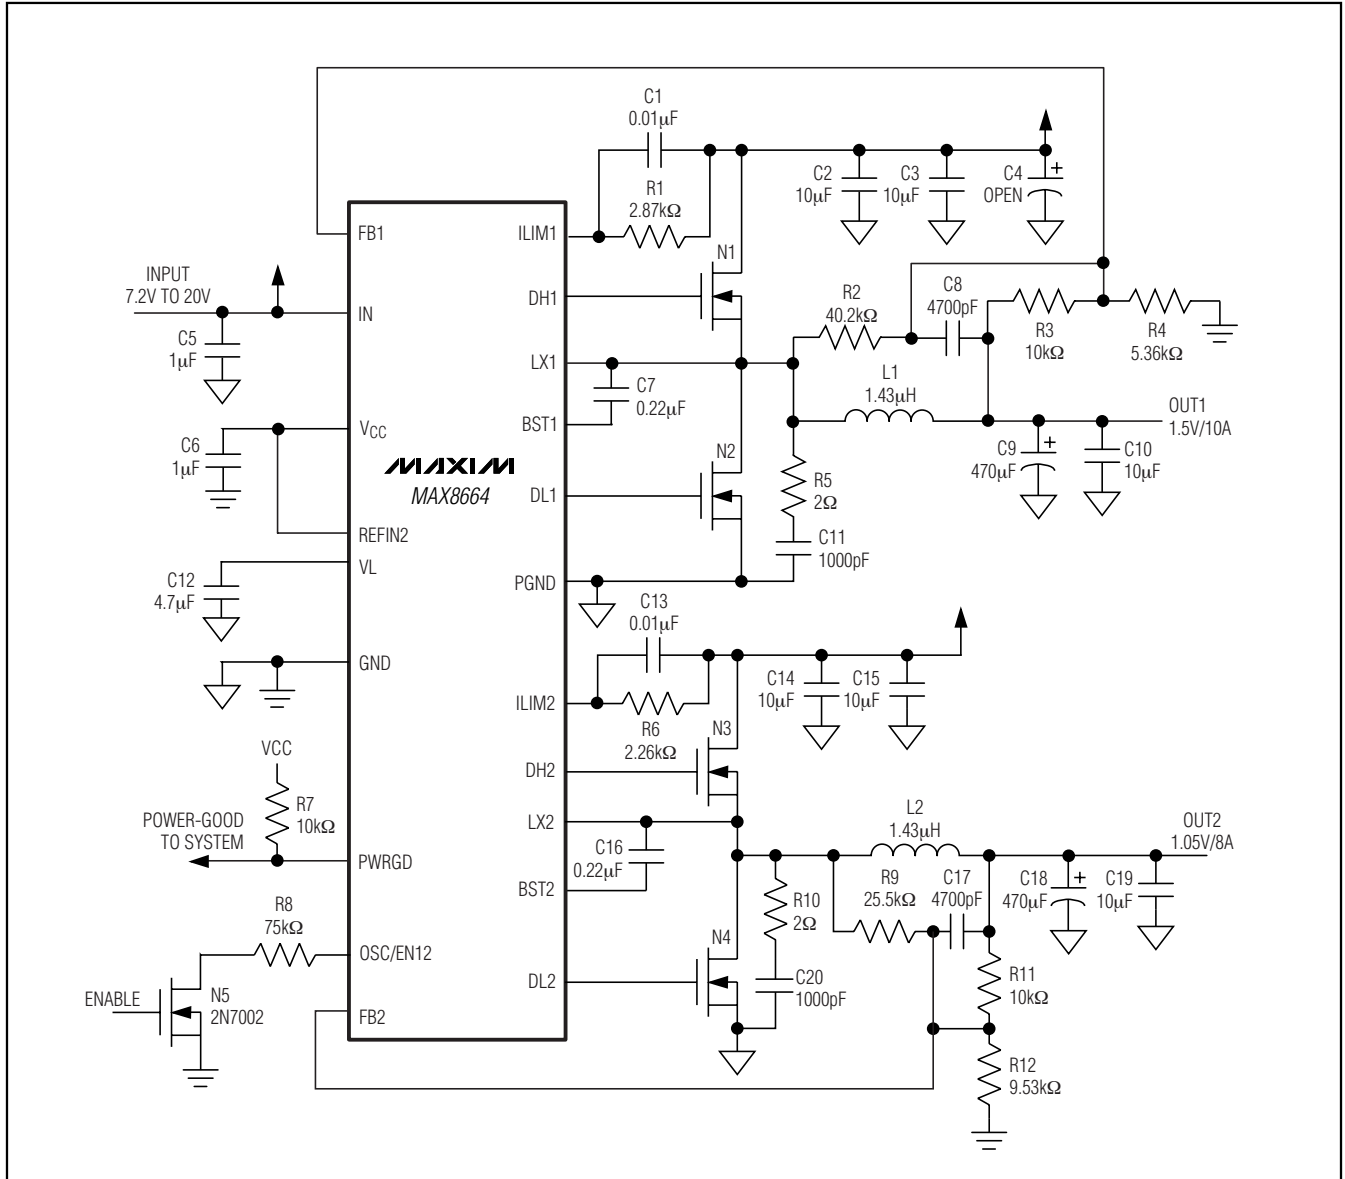 C1
0.01µF
C2
10µF
C3
10µF
C4
OPEN
+
R1
2.87kΩ
FB1
ILIM1
N1
INPUT
7.2V TO 20V
IN
DH1
C5
1µF
R2
40.2kΩ
C8
4700pF
R3
10kΩ
R4
5.36kΩ
LX1
C7
0.22µF
BST1
L1
1.43µH
OUT1
1.5V/10A
VCC
C6
1µF
MAXIM
MAX8664
N2
DL1
R5
2Ω
C9
470µF
+
C10
10µF
REFIN2
VL
C11
1000pF
C12
4.7µF
PGND
C13
0.01µF
GND
ILIM2
R6
2.26kΩ
C14
10µF
C15
10µF
N3
VCC
R7
10kΩ
DH2
POWER-GOOD
TO SYSTEM
PWRGD
LX2
C16
0.22µF
BST2
L2
1.43µH
OUT2
1.05V/8A
R9
25.5kΩ
C17
4700pF
C18
470µF
+
C19
10µF
R8
75kΩ
OSC/EN12
R10
2Ω
N4
DL2
C20
1000pF
R11
10kΩ
ENABLE
N5
2N7002
FB2
R12
9.53kΩ